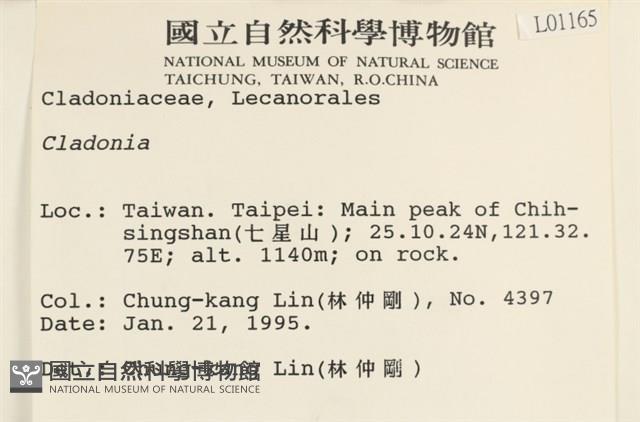 國立自然科學博物館
L01165
NATIONAL MUSEUM OF NATURAL SCIENCE
TAICHUNG, TAIWAN, R.O.CHINA
Cladoniaceae, Lecanorales
Cladonia
Loc.: Taiwan. Taipei: Main peak of Chih-
singshan(七星山); 25.10.24N,121.32.
75E; alt. 1140m; on rock.
Col.: Chung-kang Lin(林仲剛), No. 4397
Date: Jan. 21, 1995.
Det.: Chung-kang Lin(林仲剛)
國立自然科學博物館
NATIONAL MUSEUM OF NATURAL SCIENCE